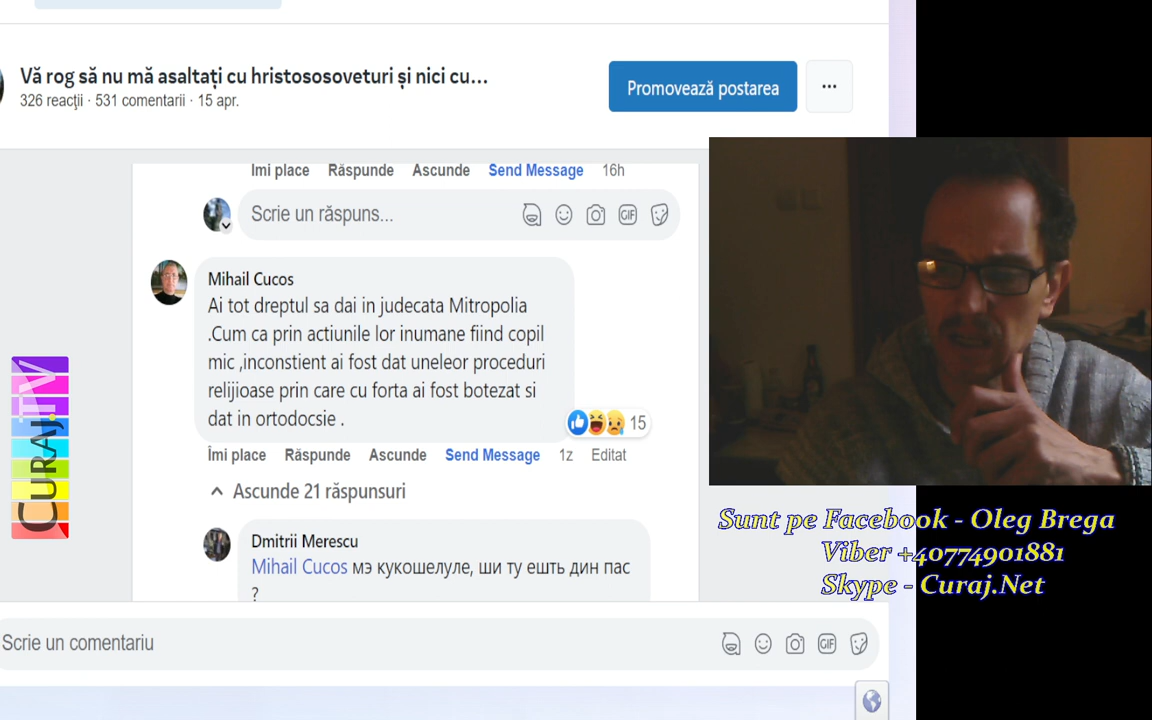 Vă rog să nu mă asaltați cu hristososoveturi și nici cu...
326 reacții · 531 comentarii · 15 apr.
Promovează postarea
Îmi place Răspunde Ascunde Send Message 16h
Scrie un răspuns...
GIF
Mihail Cucos
Ai tot dreptul sa dai in judecata Mitropolia
.Cum ca prin actiunile lor inumane fiind copil
mic ,inconstient ai fost dat uneleor proceduri
relijioase prin care cu forta ai fost botezat si
dat in ortodocsie .
15
Îmi place Răspunde Ascunde Send Message 1z Editat
Ascunde 21 răspunsuri
Dmitrii Merescu
Mihail Cucos мэ кукошелуле, ши ту ешть дин пас
?
Scrie un comentariu
GIF
CURAJ.TV
Sunt pe Facebook - Oleg Brega
Viber +40774901881
Skype - Curaj.Net